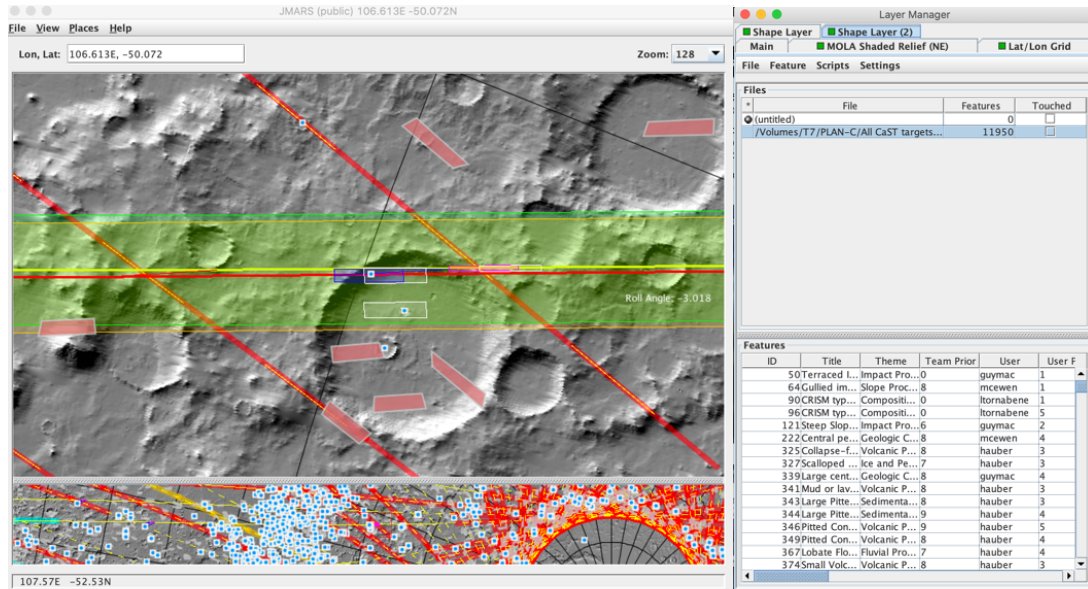 JMARS (public) 106.613E -50.072N
File View Places Help
Lon, Lat: 106.613E, -50.072
Zoom: 128
Roll Angle: -3.018
107.57E -52.53N
Layer Manager
Shape Layer Shape Layer (2)
Main MOLA Shaded Relief (NE) Lat/Lon Grid
File Feature Scripts Settings
Files
* File Features Touched
(untitled) 0
/Volumes/T7/PLAN-C/All CaST targets... 11950
Features
ID Title Theme Team Prior User User P
50 Terraced I... Impact Pro... 0 guymac 1
64 Gullied im... Slope Proc... 8 mcewen 1
90 CRISM typ... Compositi... 0 ltornabene 1
96 CRISM typ... Compositi... 0 ltornabene 5
121 Steep Slop... Impact Pro... 6 guymac 2
222 Central pe... Geologic C... 8 mcewen 4
325 Collapse-f... Volcanic P... 8 hauber 3
327 Scalloped ... Ice and Pe... 7 hauber 3
339 Large cent... Geologic C... 8 guymac 4
341 Mud or lav... Volcanic P... 8 hauber 3
343 Large Pitte... Sedimenta... 8 hauber 3
344 Large Pitte... Sedimenta... 9 hauber 4
346 Pitted Con... Volcanic P... 9 hauber 5
349 Pitted Con... Volcanic P... 8 hauber 4
367 Lobate Flo... Fluvial Pro... 7 hauber 4
374 Small Volc... Volcanic P... 8 hauber 3